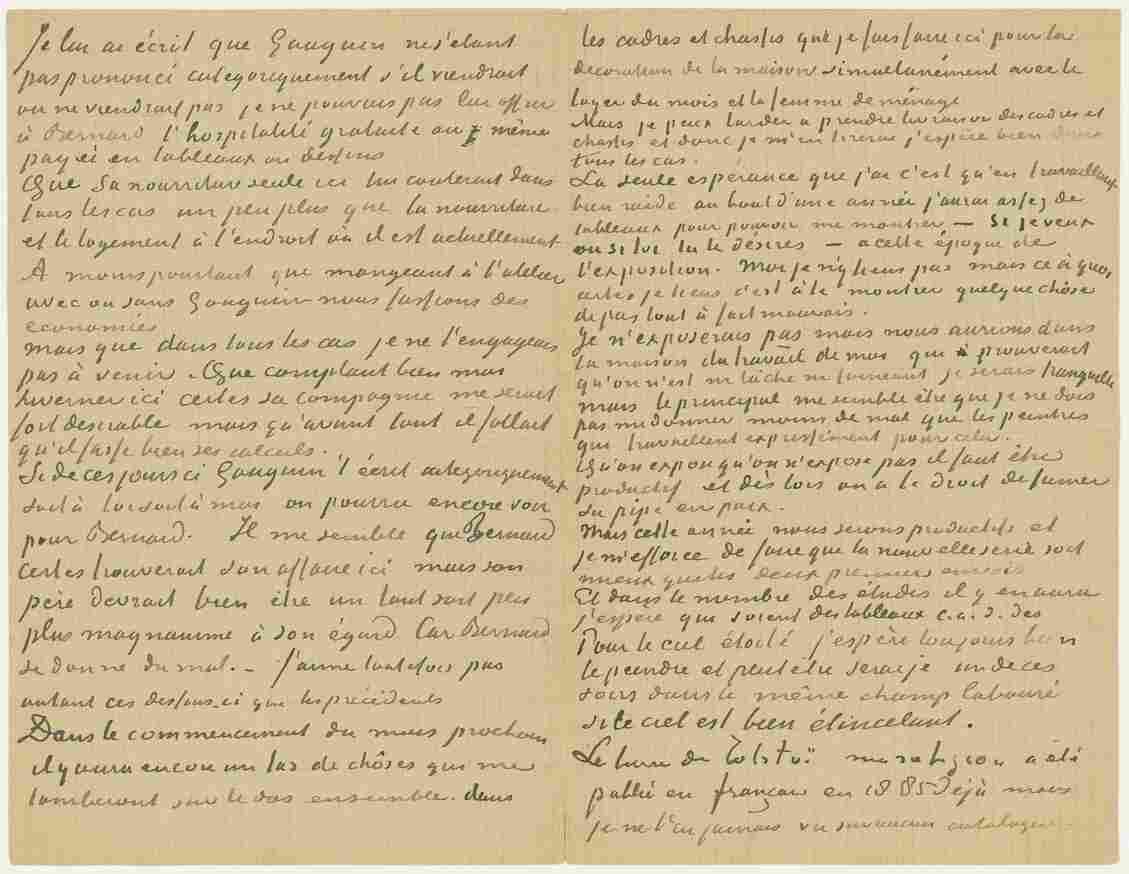 Je lui ai écrit que Gauguin ne s'étant
pas prononcé categoriquement s'il viendrait
ou ne viendrait pas je ne pouvais pas lui offrir
à Bernard l'hospitalité gratuite ou même
payée en tableaux ou dessins
Que sa nourriture seule ici lui couterait dans
tous les cas un peu plus que la nourriture
et le logement à l'endroit où il est actuellement
A moins pourtant que mangeant à l'atelier
avec ou sans Gauguin nous fassions des
economies
mais que dans tous les cas je ne l'engageais
pas à venir. Que comptant bien moi
hiverner ici certes sa compagnie me serait
fort desirable mais qu'avant tout il fallait
qu'il fasse bien ses calculs.
Si de ces jours ci Gauguin t'écrit categoriquement
soit à toi soit à moi on pourra encore voir
pour Bernard. Il me semble que Bernard
certes trouverait son affaire ici mais son
père devrait bien être un tant soit peu
plus magnanime à son égard Car Bernard
se donne du mal. – j'aime toutefois pas
autant ces dessins-ci que les précédents
Dans le commencement du mois prochain
il y aura encore un tas de chôses qui me
tomberont sur le dos ensemble. dans
les cadres et chassis que je fais faire ici pour la
decoration de la maison simultanément avec le
loyer du mois et la femme de ménage
Mais je peux tarder à prendre livraison des cadres et
chassis et donc je m'en tirerai j'espère bien dans
tous les cas.
La seule espérance que j'ai c'est qu'en travaillant
bien raide au bout d'une année j'aurai assez de
tableaux pour pouvoir me montrer – si je veux
ou si toi tu le désires – à cette époque de
l'exposition. Moi je n'y tiens pas mais ce à quoi
certes je tiens c'est à te montrer quelque chôse
de pas tout à fait mauvais.
Je n'exposerais pas mais nous aurions dans
la maison du travail de moi qui prouverait
qu'on n'est ni lâche ni faineant je serais tranquille
mais le principal me semble être que je ne dois
pas me donner moins de mal que les peintres
qui travaillent expressément pour cela.
Qu'on expose qu'on n'expose pas il faut être
productif et dès lors on a le droit de fumer
sa pipe en paix.
Mais cette année nous serons productifs et
je m'efforce de faire que la nouvelle serie soit
mieux que les deux premiers envois
Et dans le nombre des études il y en aura
j'espère qui soient des tableaux c.a.d. des
Pour le ciel étoilé j'espère toujours bien
le peindre et peut être serai-je un de ces
soirs dans le même champ labouré
si le ciel est bien étincelant.
Le livre de Tolstoï ma religion a été
publié en français en 1885 déjà mais
je ne l'ai jamais vu sur aucun catalogue.